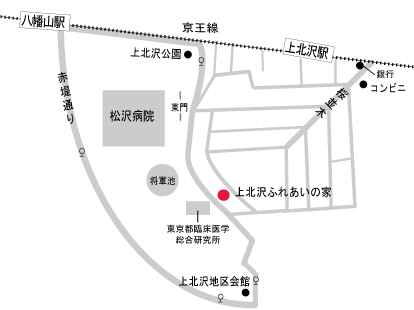 八幡山駅
京王線
上北沢駅
上北沢公園
銀行
コンビニ
桜並木
赤堤通り
松沢病院
東門
将軍池
上北沢ふれあいの家
東京都臨床医学
総合研究所
上北沢地区会館